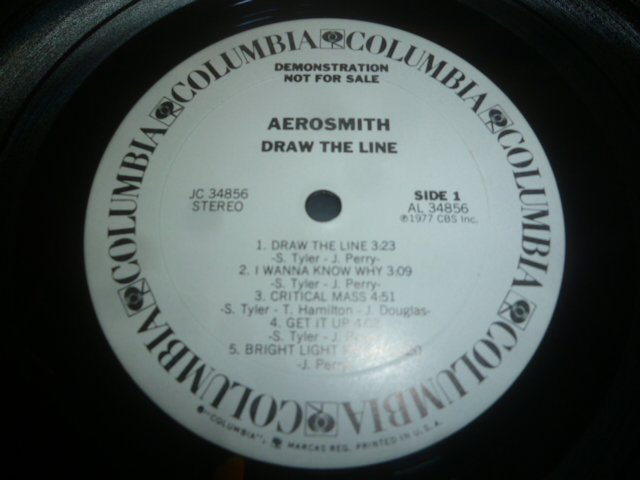 COLUMBIA COLUMBIA COLUMBIA COLUMBIA COLUMBIA COLUMBIA COLUMBIA COLUMBIA
DEMONSTRATION
NOT FOR SALE
AEROSMITH
DRAW THE LINE
JC 34856
STEREO
SIDE 1
AL 34856
℗1977 CBS Inc.
1. DRAW THE LINE 3:23
-S. Tyler - J. Perry-
2. I WANNA KNOW WHY 3:09
-S. Tyler - J. Perry-
3. CRITICAL MASS 4:51
-S. Tyler - T. Hamilton - J. Douglas-
4. GET IT UP
-S. Tyler - J.
5. BRIGHT LIGHT
-J. Perry
"COLUMBIA", MARCAS REG. PRINTED IN U.S.A.